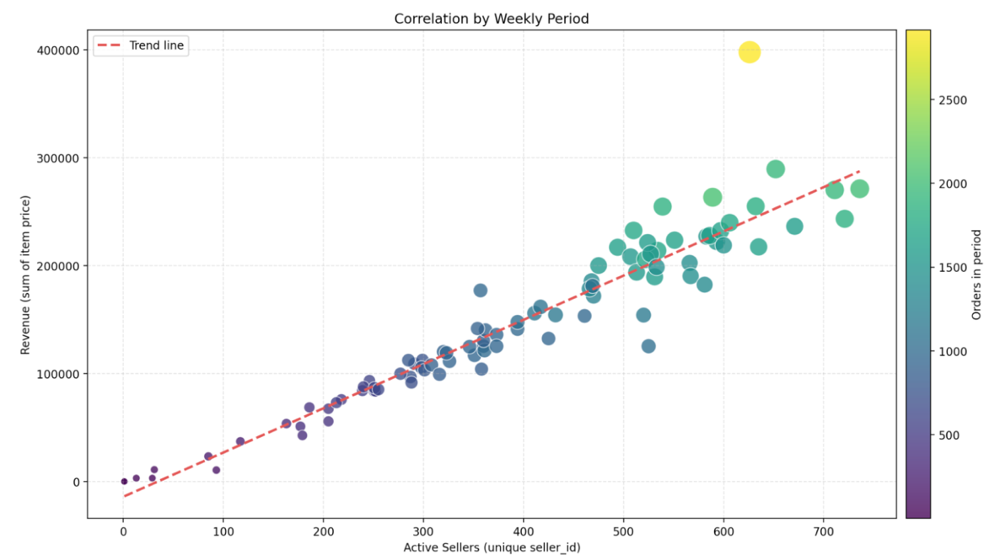 Correlation by Weekly Period
Trend line
400000
300000
200000
100000
0
Revenue (sum of item price)
0 100 200 300 400 500 600 700
Active Sellers (unique seller_id)
2500
2000
1500
1000
500
Orders in period